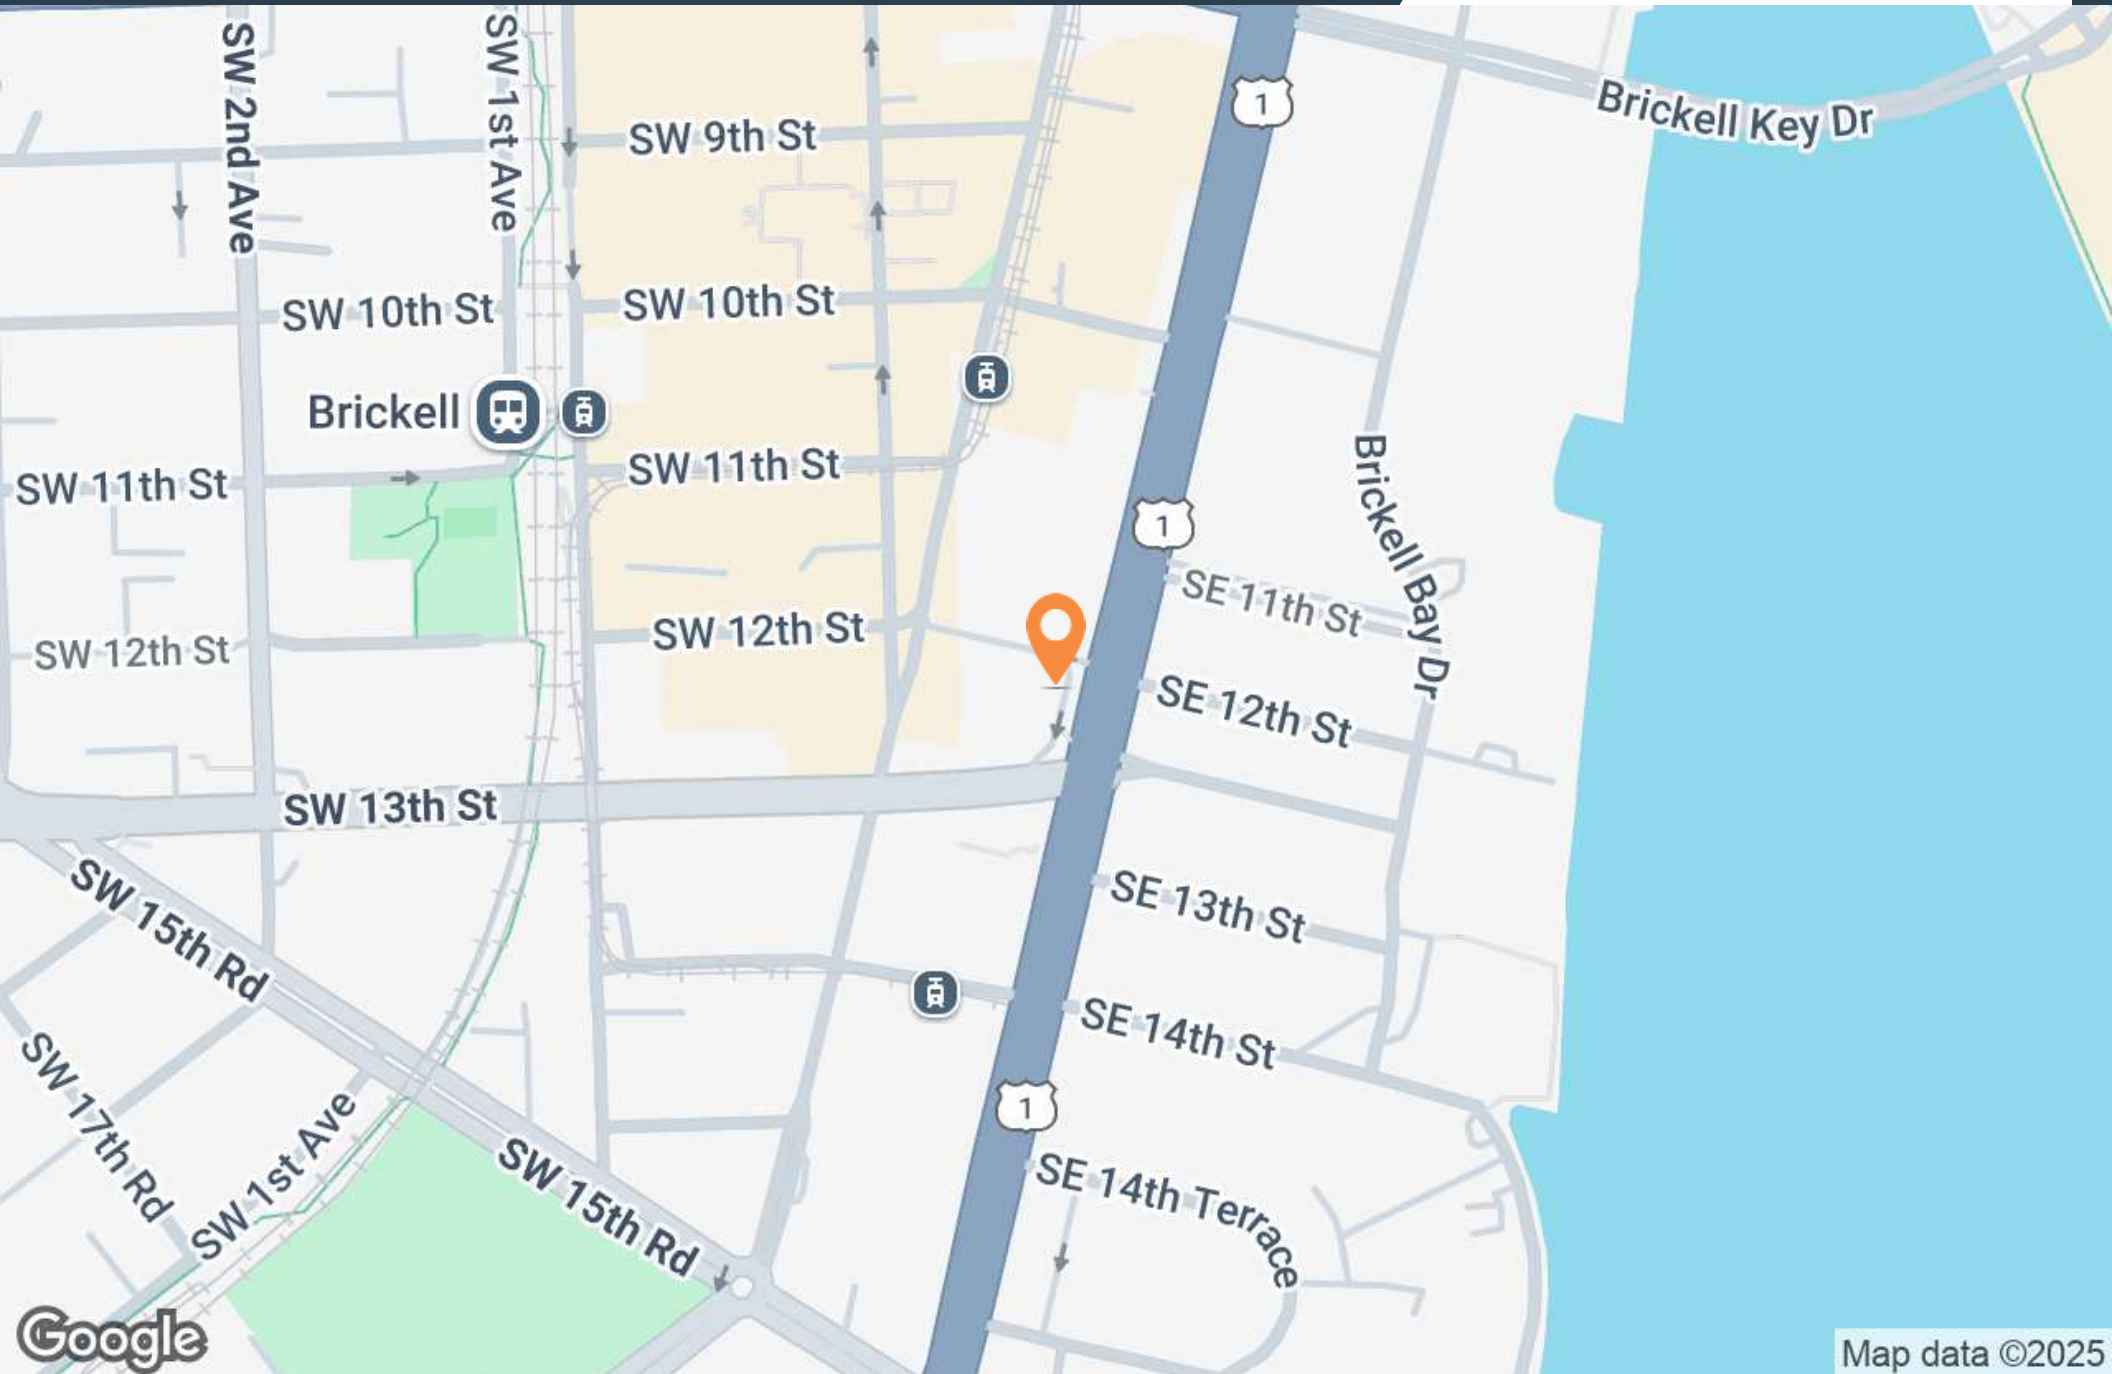 SW 2nd Ave
SW 1st Ave
1
Brickell Key Dr
SW 9th St
SW 10th St
SW 10th St
Brickell
SW 11th St
SW 11th St
Brickell Bay Dr
1
SE 11th St
SW 12th St
SW 12th St
SE 12th St
SW 13th St
SW 15th Rd
SE 13th St
SE 14th St
SW 17th Rd
SW 1st Ave
1
SW 15th Rd
SE 14th Terrace
Google
Map data ©2025